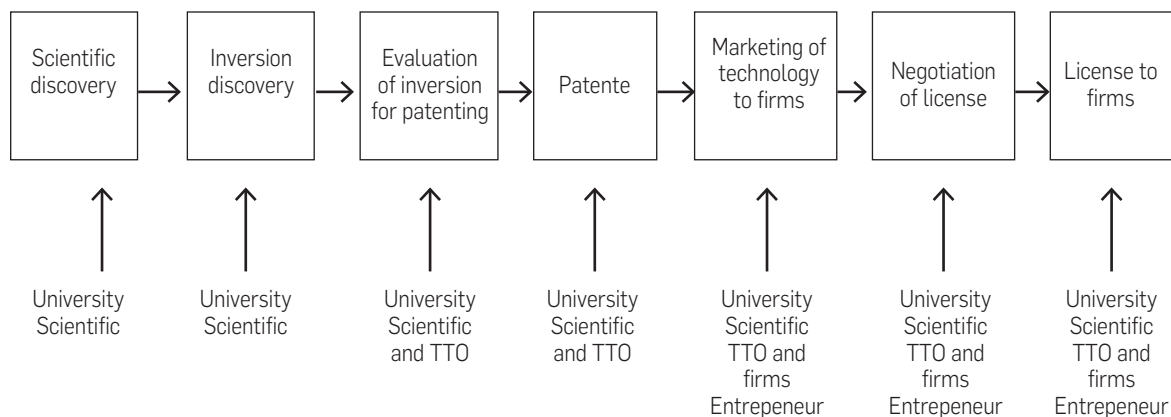 Scientific
discovery
Inversion
discovery
Evaluation
of inversion
for patenting
Patente
Marketing of
technology
to firms
Negotiation
of license
License to
firms
University
Scientific
University
Scientific
University
Scientific
and TTO
University
Scientific
and TTO
University
Scientific
TTO and
firms
Entrepeneur
University
Scientific
TTO and
firms
Entrepeneur
University
Scientific
TTO and
firms
Entrepeneur